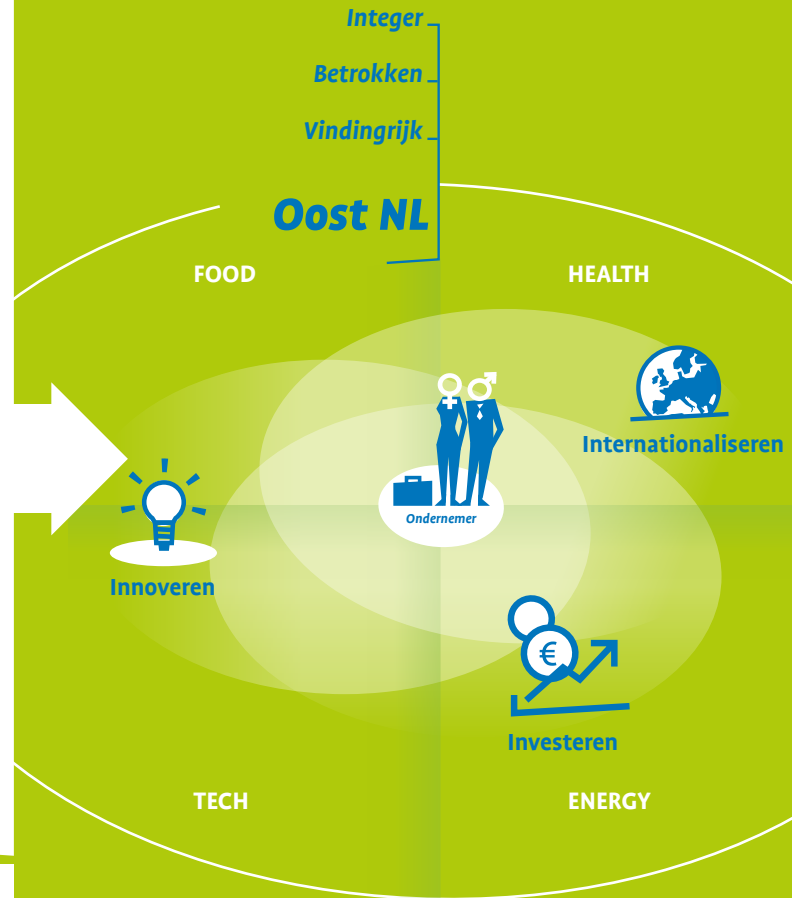 Integer
Betrokken
Vindingrijk
Oost NL
FOOD
HEALTH
Internationaliseren
Ondernemer
Innoveren
€
Investeren
TECH
ENERGY